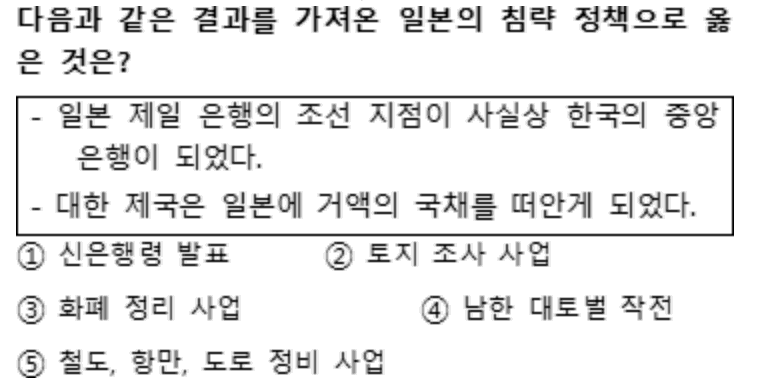 다음과 같은 결과를 가져온 일본의 침략 정책으로 옳
은 것은?
- 일본 제일 은행의 조선 지점이 사실상 한국의 중앙
은행이 되었다.
- 대한 제국은 일본에 거액의 국채를 떠안게 되었다.
① 신은행령 발표 ② 토지 조사 사업
③ 화폐 정리 사업 ④ 남한 대토벌 작전
⑤ 철도, 항만, 도로 정비 사업